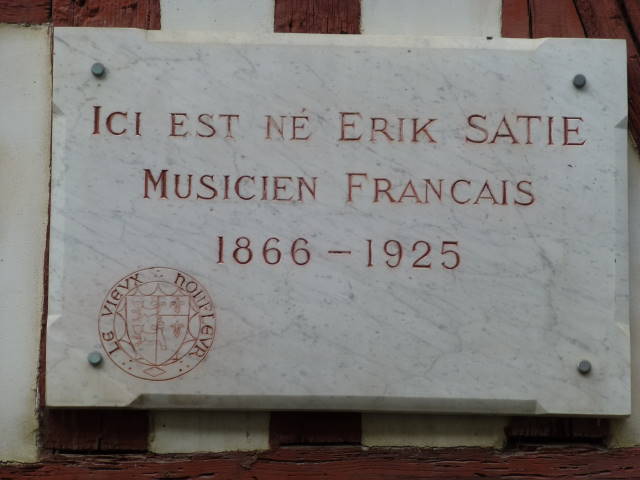 ICI EST NÉ ERIK SATIE
MUSICIEN FRANCAIS
1866 – 1925
LE VIEUX HONFLEUR